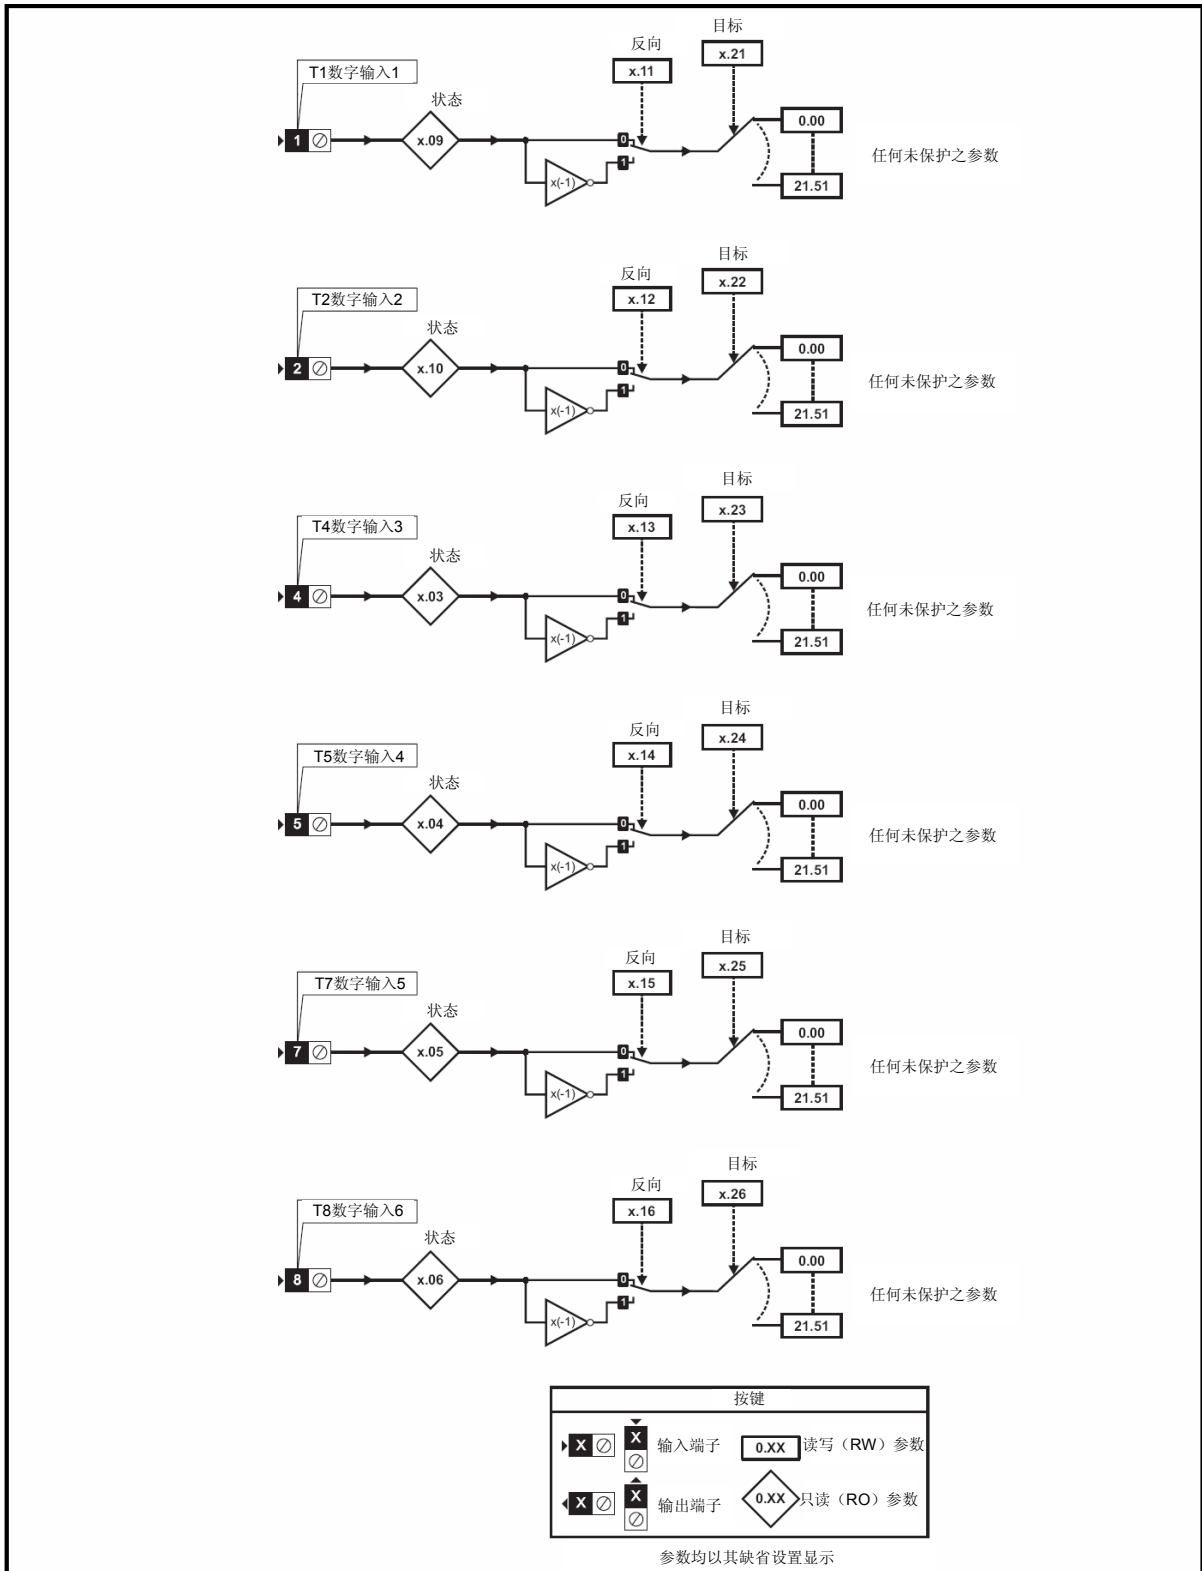 目标
反向
x.21
T1数字输入1
x.11
状态
0.00
1
x.09
0
任何未保护之参数
1
x(-1)
21.51
目标
反向
x.22
T2数字输入2
x.12
状态
0.00
2
x.10
0
任何未保护之参数
1
x(-1)
21.51
目标
反向
x.23
T4数字输入3
x.13
状态
0.00
4
x.03
0
任何未保护之参数
1
x(-1)
21.51
目标
反向
x.24
T5数字输入4
x.14
状态
0.00
5
x.04
0
任何未保护之参数
1
x(-1)
21.51
目标
反向
x.25
T7数字输入5
x.15
状态
0.00
7
x.05
0
任何未保护之参数
1
x(-1)
21.51
目标
反向
x.26
T8数字输入6
x.16
状态
0.00
8
x.06
0
任何未保护之参数
1
x(-1)
21.51
按键
X X 输入端子 0.XX 读写（RW）参数
X X 输出端子 0.XX 只读（RO）参数
参数均以其缺省设置显示